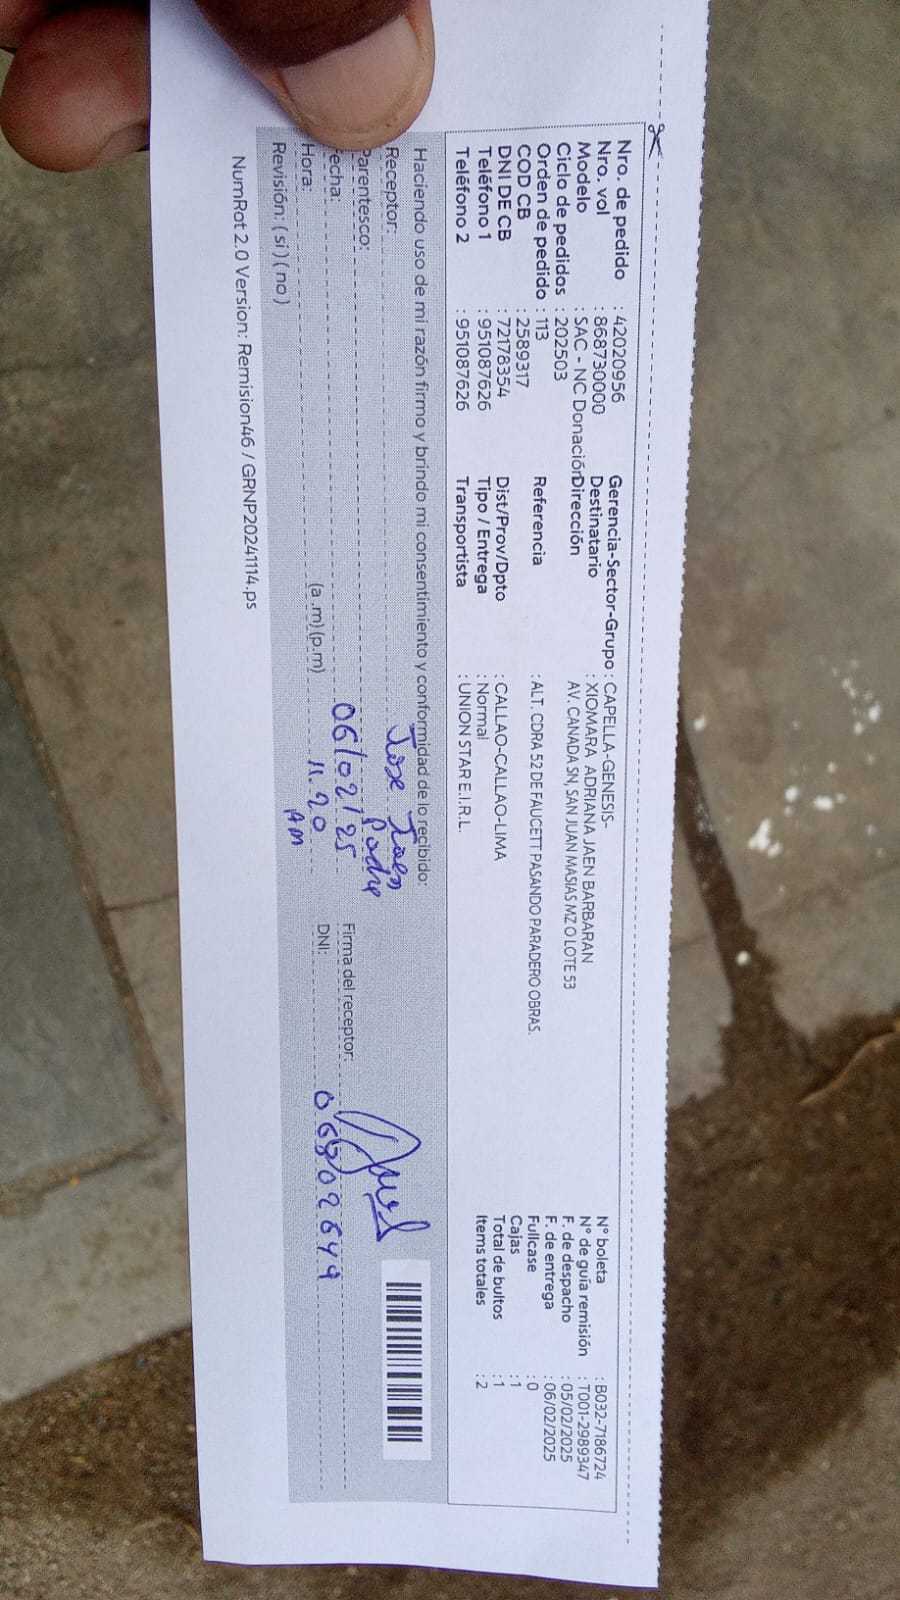 Nro. de pedido : 42020956
Nro. vol : 868730000
Modelo : SAC - NC Donación
Ciclo de pedidos : 202503
Orden de pedido : 113
COD CB : 2589317
DNI DE CB : 72178354
Teléfono 1 : 951087626
Teléfono 2 : 951087626
Gerencia-Sector-Grupo : CAPELLA-GENESIS-
Destinatario : XIOMARA ADRIANA JAEN BARBARAN
Dirección AV. CANADA SN, SAN JUAN MASIAS MZ O LOTE 53
Referencia : ALT. CDRA 52 DE FAUCETT PASANDO PARADERO OBRAS.
Dist/Prov/Dpto : CALLAO-CALLAO-LIMA
Tipo / Entrega : Normal
Transportista : UNION STAR E.I.R.L.
N° boleta : B032-7186724
N° de guía remisión : T001-2989347
F. de despacho : 05/02/2025
F. de entrega : 06/02/2025
Fullcase : 0
Cajas : 1
Total de bultos : 1
Items totales : 2
Haciendo uso de mi razón firmo y brindo mi consentimiento y conformidad de lo recibido:
Receptor: Jose Jaen
Parentesco: Padre
Fecha: 06/02/25
Hora: (a .m) (p.m) 11.20 AM
Revisión: ( si ) ( no )
Firma del receptor:
DNI: 06802649
NumRot 2.0 Version: Remision46 / GRNP20241114.ps